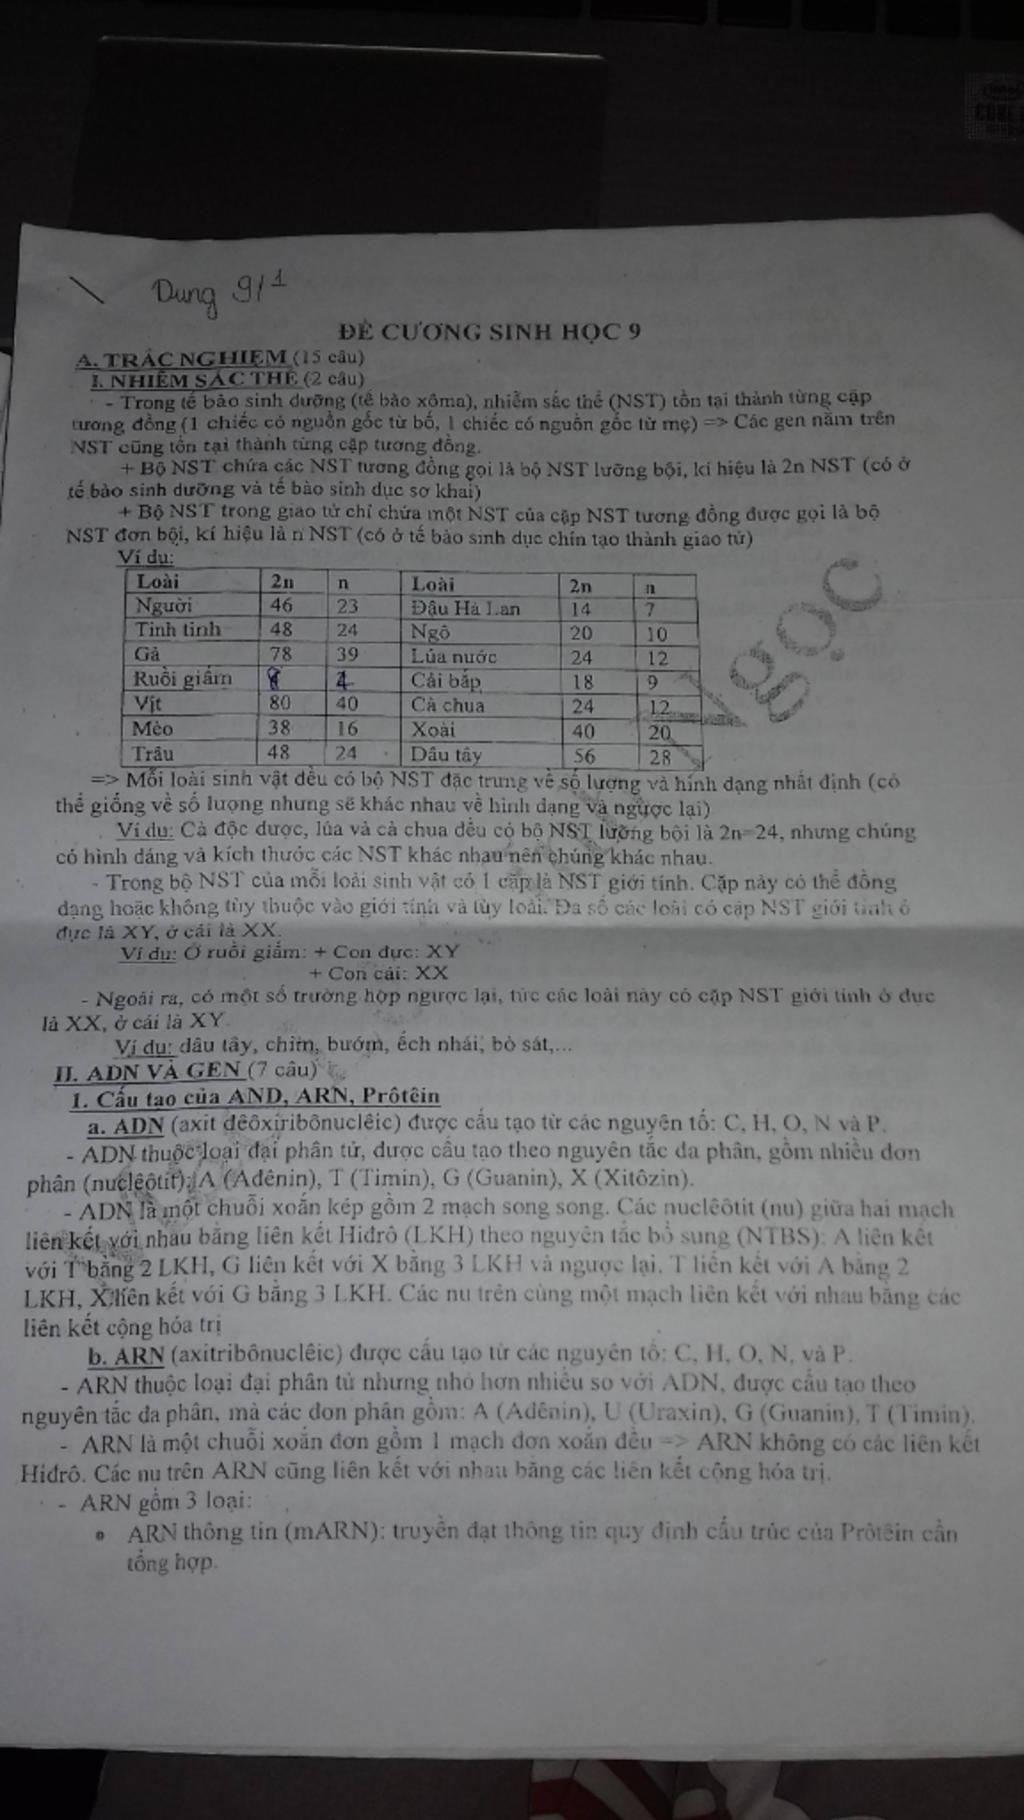 Dung 9/1
ĐỀ CƯƠNG SINH HỌC 9
A. TRẮC NGHIỆM (15 câu)
I. NHIỄM SẮC THỂ (2 câu)
- Trong tế bào sinh dưỡng (tế bào xôma), nhiễm sắc thể (NST) tồn tại thành từng cặp
tương đồng (1 chiếc có nguồn gốc từ bố, 1 chiếc có nguồn gốc từ mẹ) => Các gen nằm trên
NST cũng tồn tại thành từng cặp tương đồng.
+ Bộ NST chứa các NST tương đồng gọi là bộ NST lưỡng bội, kí hiệu là 2n NST (có ở
tế bào sinh dưỡng và tế bào sinh dục sơ khai)
+ Bộ NST trong giao tử chỉ chứa một NST của cặp NST tương đồng được gọi là bộ
NST đơn bội, kí hiệu là n NST (có ở tế bào sinh dục chín tạo thành giao tử)
Ví dụ:
Loài 2n n Loài 2n n
Người 46 23 Đậu Hà Lan 14 7
Tinh tinh 48 24 Ngô 20 10
Gà 78 39 Lúa nước 24 12
Ruồi giấm 8 4 Cải bắp 18 9
Vịt 80 40 Cà chua 24 12
Mèo 38 16 Xoài 40 20
Trâu 48 24 Dâu tây 56 28
=> Mỗi loài sinh vật đều có bộ NST đặc trưng về số lượng và hình dạng nhất định (có
thể giống về số lượng nhưng sẽ khác nhau về hình dạng và ngược lại)
Ví dụ: Cà độc dược, lúa và cà chua đều có bộ NST lưỡng bội là 2n=24, nhưng chúng
có hình dáng và kích thước các NST khác nhau nên chúng khác nhau.
- Trong bộ NST của mỗi loài sinh vật có 1 cặp là NST giới tính. Cặp này có thể đồng
dạng hoặc không tùy thuộc vào giới tính và tùy loài. Đa số các loài có cặp NST giới tính ở
đực là XY, ở cái là XX.
Ví dụ: Ở ruồi giấm: + Con đực: XY
+ Con cái: XX
- Ngoài ra, có một số trường hợp ngược lại, tức các loài này có cặp NST giới tính ở đực
là XX, ở cái là XY.
Ví dụ: dâu tây, chim, bướm, ếch nhái, bò sát,...
II. ADN VÀ GEN (7 câu)
1. Cấu tạo của AND, ARN, Prôtêin
a. ADN (axit đêôxiribônuclêic) được cấu tạo từ các nguyên tố: C, H, O, N và P.
- ADN thuộc loại đại phân tử, được cấu tạo theo nguyên tắc đa phân, gồm nhiều đơn
phân (nuclêôtit): A (Ađênin), T (Timin), G (Guanin), X (Xitôzin).
- ADN là một chuỗi xoắn kép gồm 2 mạch song song. Các nuclêôtit (nu) giữa hai mạch
liên kết với nhau bằng liên kết Hiđrô (LKH) theo nguyên tắc bổ sung (NTBS): A liên kết
với T bằng 2 LKH, G liên kết với X bằng 3 LKH và ngược lại, T liên kết với A bằng 2
LKH, X liên kết với G bằng 3 LKH. Các nu trên cùng một mạch liên kết với nhau bằng các
liên kết cộng hóa trị
b. ARN (axitribônuclêic) được cấu tạo từ các nguyên tố: C, H, O, N, và P.
- ARN thuộc loại đại phân tử nhưng nhỏ hơn nhiều so với ADN, được cấu tạo theo
nguyên tắc đa phân, mà các đơn phân gồm: A (Ađênin), U (Uraxin), G (Guanin), T (Timin).
- ARN là một chuỗi xoắn đơn gồm 1 mạch đơn xoắn đều => ARN không có các liên kết
Hiđrô. Các nu trên ARN cũng liên kết với nhau bằng các liên kết cộng hóa trị.
- ARN gồm 3 loại:
• ARN thông tin (mARN): truyền đạt thông tin quy định cấu trúc của Prôtêin cần
tổng hợp.